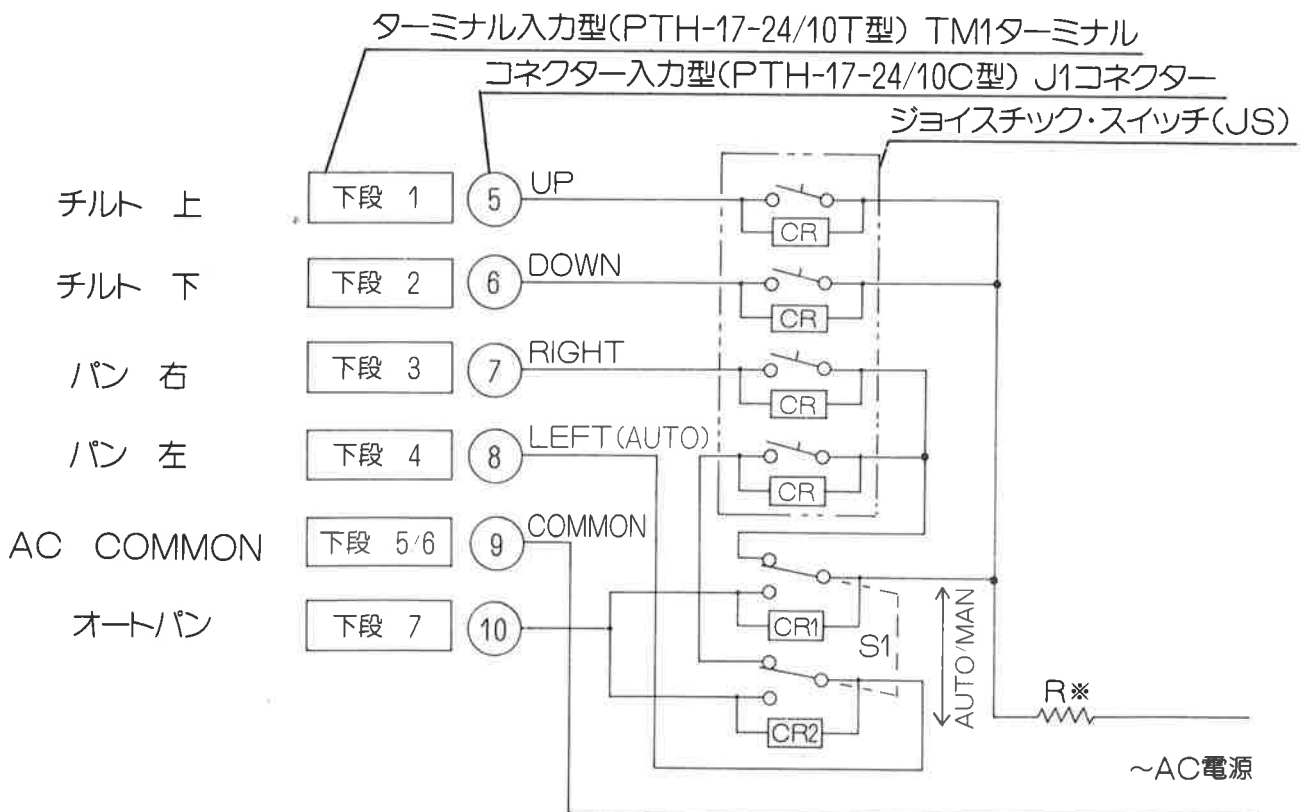 ターミナル入力型(PTH-17-24/10T型) TM1ターミナル
コネクター入力型(PTH-17-24/10C型) J1コネクター
ジョイスチック・スイッチ(JS)
チルト 上 下段 1 5 UP
CR
チルト 下 下段 2 6 DOWN
CR
パン 右 下段 3 7 RIGHT
CR
パン 左 下段 4 8 LEFT(AUTO)
CR
AC COMMON 下段 5/6 9 COMMON
オートパン 下段 7 10
CR1
S1
AUTO/MAN
CR2
R※
~AC電源